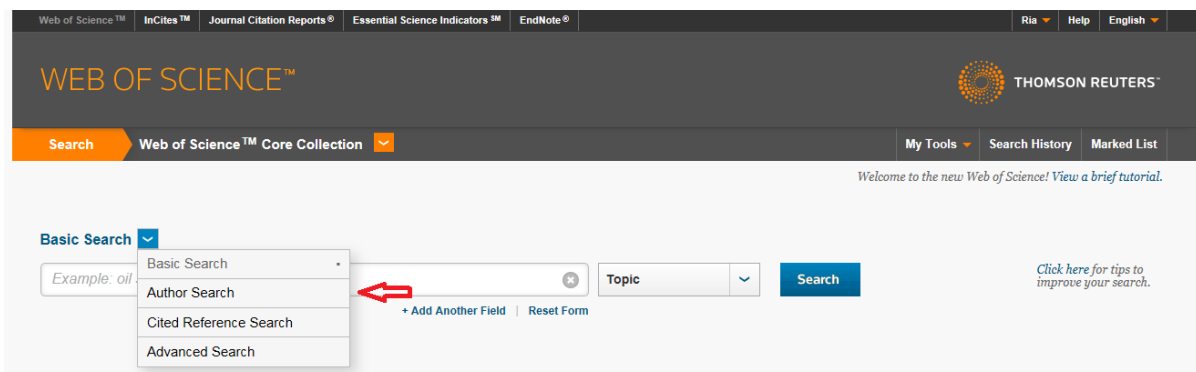 Web of Science™ InCites™ Journal Citation Reports® Essential Science Indicators℠ EndNote® Ria Help English
WEB OF SCIENCE™
THOMSON REUTERS™
Search Web of Science™ Core Collection My Tools Search History Marked List
Welcome to the new Web of Science! View a brief tutorial.
Basic Search
Basic Search
Example: oil Topic Search Click here for tips to
improve your search.
Author Search
+ Add Another Field | Reset Form
Cited Reference Search
Advanced Search